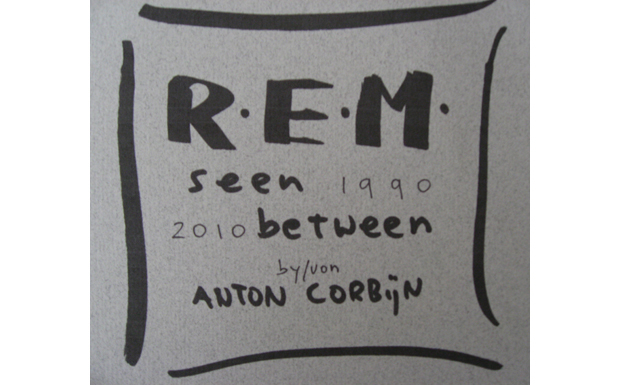 R.E.M.
seen 1990
2010 between
by/von
ANTON CORBijN